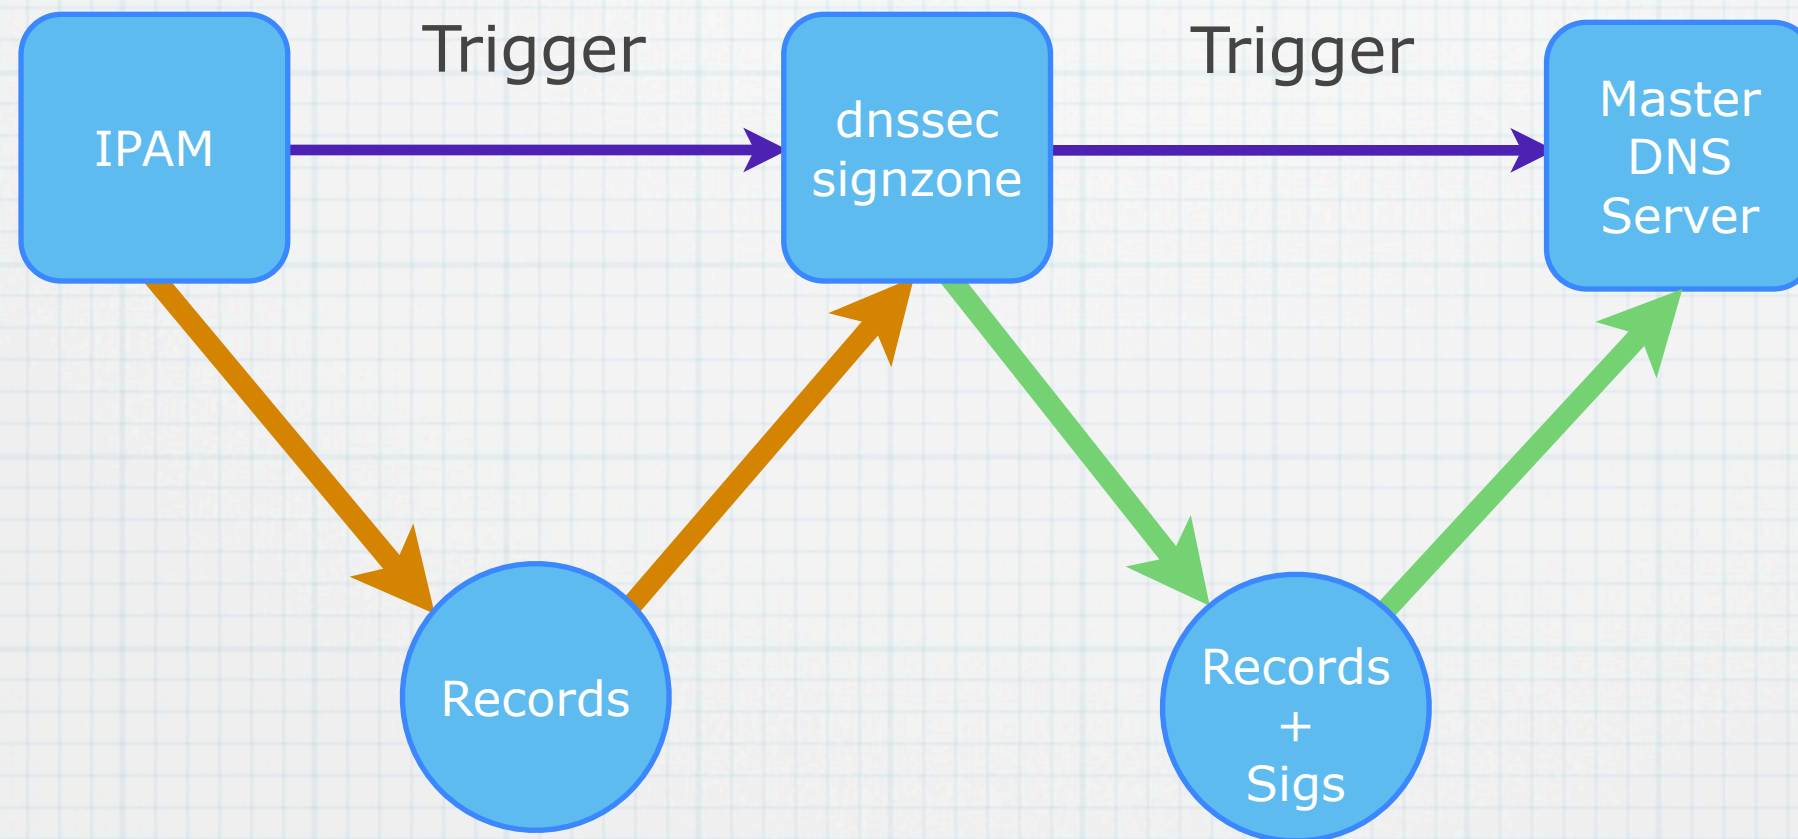 Trigger
Trigger
IPAM
dnssec
signzone
Master
DNS
Server
Records
Records
+
Sigs